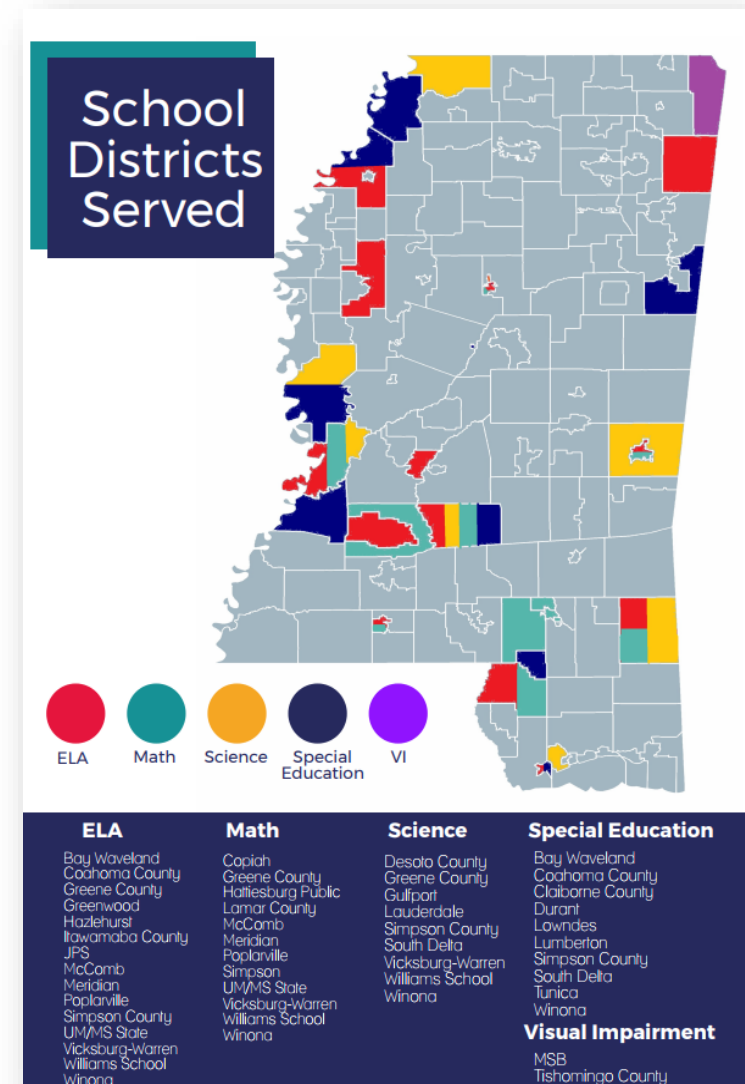 School
Districts
Served
ELA
Math
Science
Special
Education
VI
ELA
Bay Waveland
Coahoma County
Greene County
Greenwood
Hazlehurst
Itawamaba County
JPS
McComb
Meridian
Poplarville
Simpson County
UM/MS State
Vicksburg-Warren
Williams School
Winona
Math
Copiah
Greene County
Hattiesburg Public
Lamar County
McComb
Meridian
Poplarville
Simpson
UM/MS State
Vicksburg-Warren
Williams School
Winona
Science
Desoto County
Greene County
Gulfport
Lauderdale
Simpson County
South Delta
Vicksburg-Warren
Williams School
Winona
Special Education
Bay Waveland
Coahoma County
Claiborne County
Durant
Lowndes
Lumberton
Simpson County
South Delta
Tunica
Winona
Visual Impairment
MSB
Tishomingo County